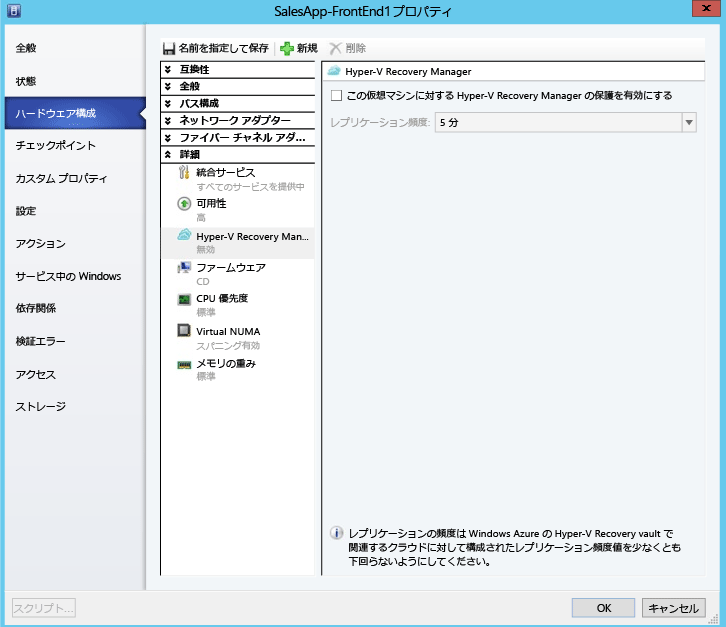 SalesApp-FrontEnd1プロパティ
全般
状態
ハードウェア構成
チェックポイント
カスタム プロパティ
設定
アクション
サービス中の Windows
依存関係
検証エラー
アクセス
ストレージ
名前を指定して保存 新規 削除
互換性
全般
バス構成
ネットワーク アダプター
ファイバー チャネル アダ...
詳細
統合サービス
すべてのサービスを提供中
可用性
高
Hyper-V Recovery Man...
無効
ファームウェア
CD
CPU 優先度
標準
Virtual NUMA
スパニング有効
メモリの重み
標準
Hyper-V Recovery Manager
この仮想マシンに対する Hyper-V Recovery Manager の保護を有効にする
レプリケーション頻度: 5 分
レプリケーションの頻度は Windows Azure の Hyper-V Recovery vault で
関連するクラウドに対して構成されたレプリケーション頻度値を少なくとも
下回らないようにしてください。
スクリプト... OK キャンセル